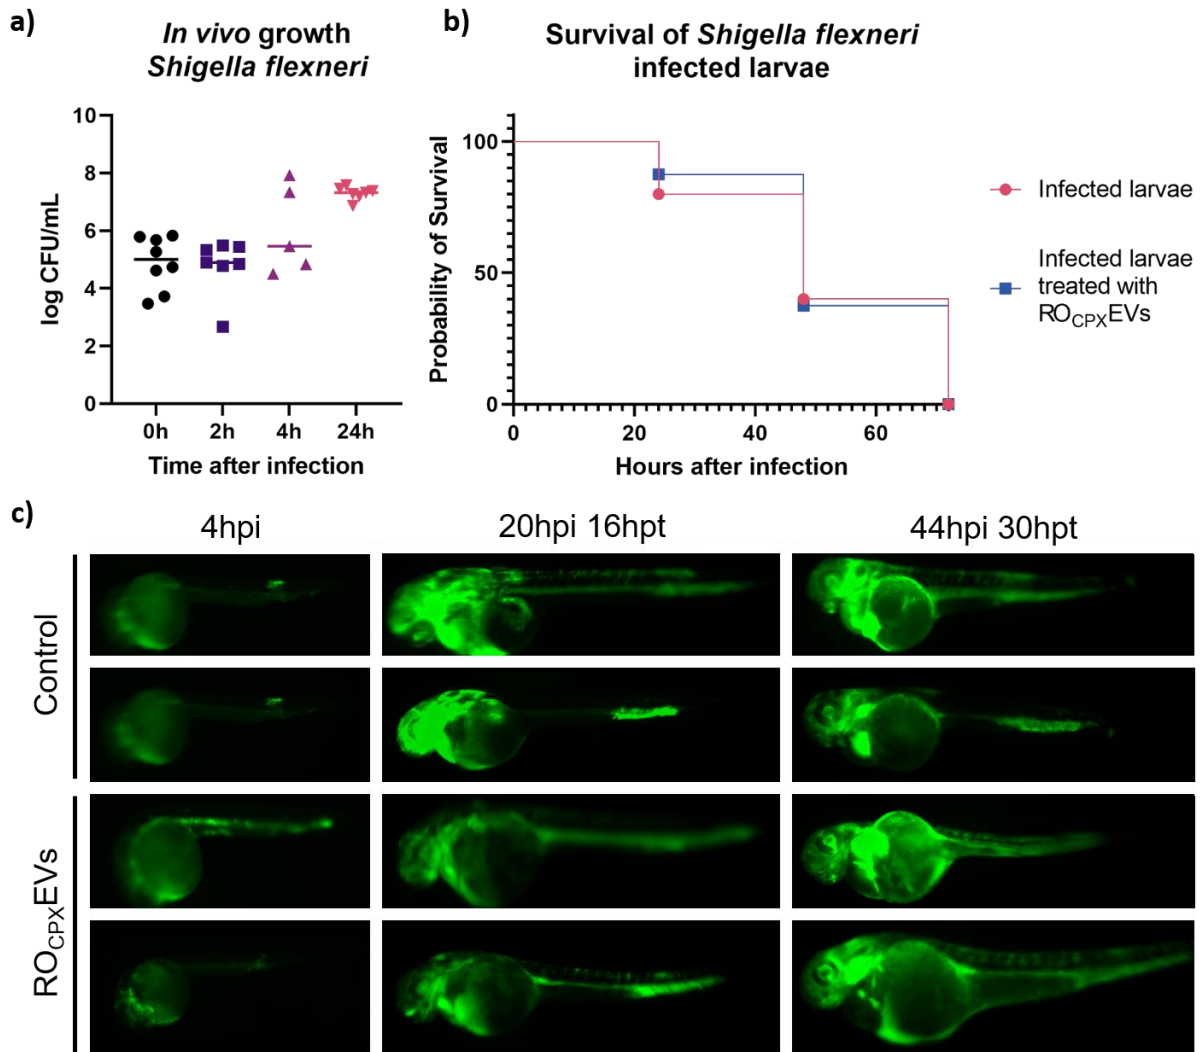 a)
In vivo growth
Shigella flexneri
log CFU/mL
10
8
6
4
2
0
0h 2h 4h 24h
Time after infection
b)
Survival of Shigella flexneri
infected larvae
Probability of Survival
100
50
0
0 20 40 60
Hours after infection
Infected larvae
Infected larvae
treated with
ROCPXEVs
c)
4hpi 20hpi 16hpt 44hpi 30hpt
Control
ROCPXEVs